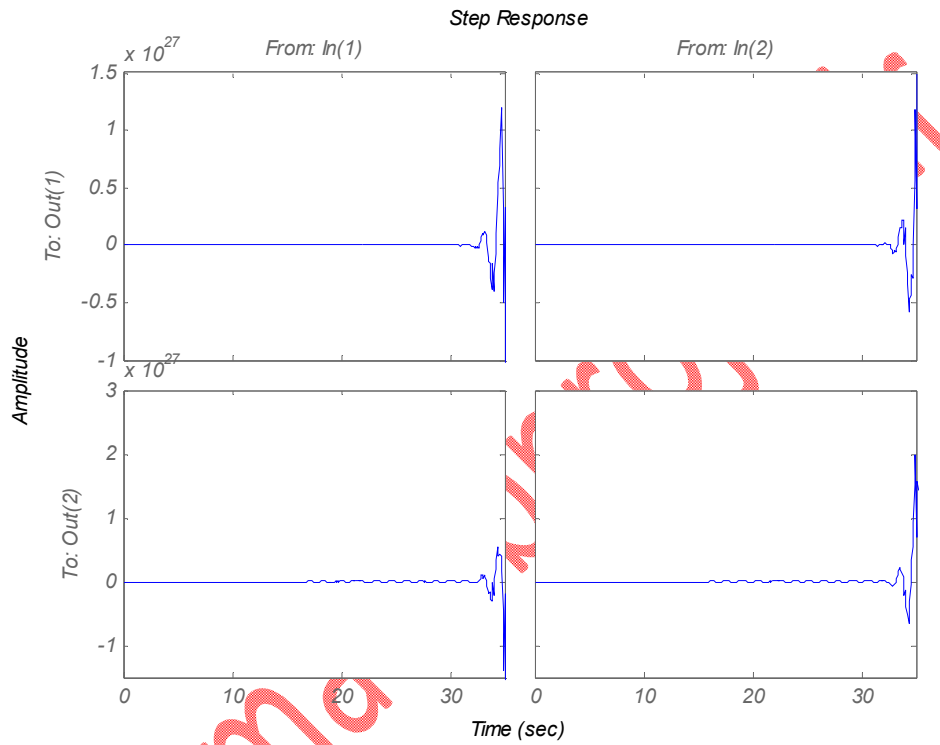 Step Response
From: In(1)
From: In(2)
x 10^27
1.5
1
0.5
0
-0.5
-1
To: Out(1)
x 10^27
3
2
1
0
-1
To: Out(2)
Amplitude
0 10 20 30
0 10 20 30
Time (sec)